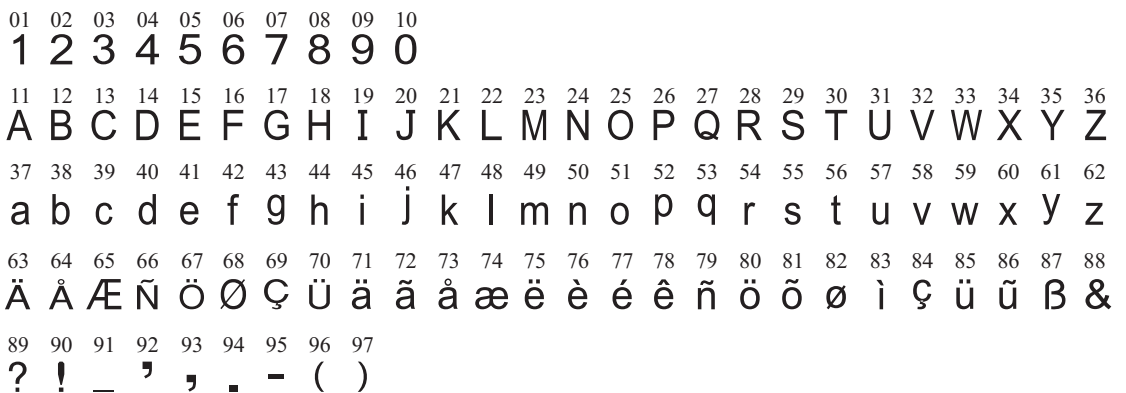 01 02 03 04 05 06 07 08 09 10
1 2 3 4 5 6 7 8 9 0
11 12 13 14 15 16 17 18 19 20 21 22 23 24 25 26 27 28 29 30 31 32 33 34 35 36
A B C D E F G H I J K L M N O P Q R S T U V W X Y Z
37 38 39 40 41 42 43 44 45 46 47 48 49 50 51 52 53 54 55 56 57 58 59 60 61 62
a b c d e f g h i j k l m n o p q r s t u v w x y z
63 64 65 66 67 68 69 70 71 72 73 74 75 76 77 78 79 80 81 82 83 84 85 86 87 88
Ä Å Æ Ñ Ö Ø Ç Ü ä ã å æ ë è é ê ñ ö õ ø ì ç ü ũ ß &
89 90 91 92 93 94 95 96 97
? ! _ ’ , . - ( )